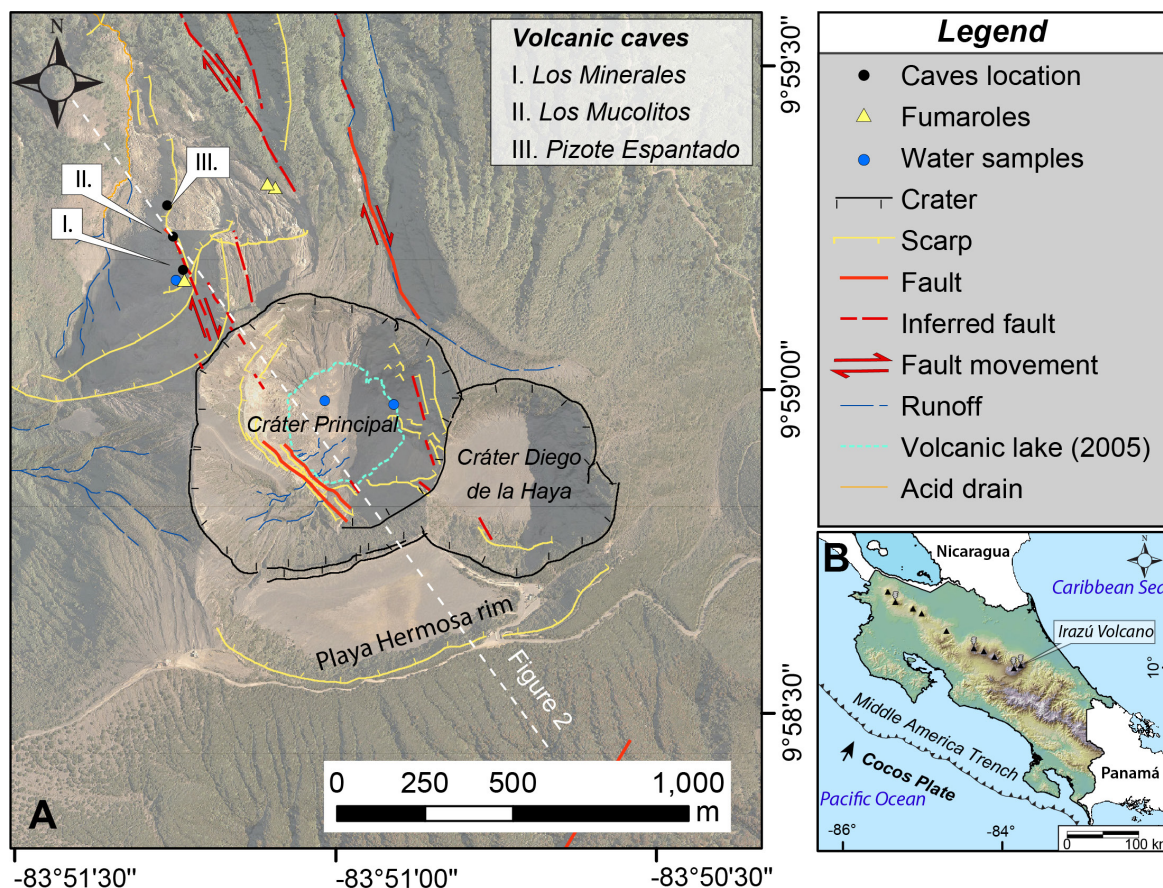 N
Volcanic caves
I. Los Minerales
II. Los Mucolitos
III. Pizote Espantado
III.
II.
I.
Cráter Principal
Cráter Diego
de la Haya
Playa Hermosa rim
Figure 2
0 250 500 1,000
m
A
-83°51'30"
-83°51'00"
-83°50'30"
9°59'30"
9°59'00"
9°58'30"
Legend
Caves location
Fumaroles
Water samples
Crater
Scarp
Fault
Inferred fault
Fault movement
Runoff
Volcanic lake (2005)
Acid drain
B
Nicaragua
N
Caribbean Sea
Irazú Volcano
10°
Middle America Trench
Cocos Plate
Panamá
Pacific Ocean
-86
-84
0 100 km